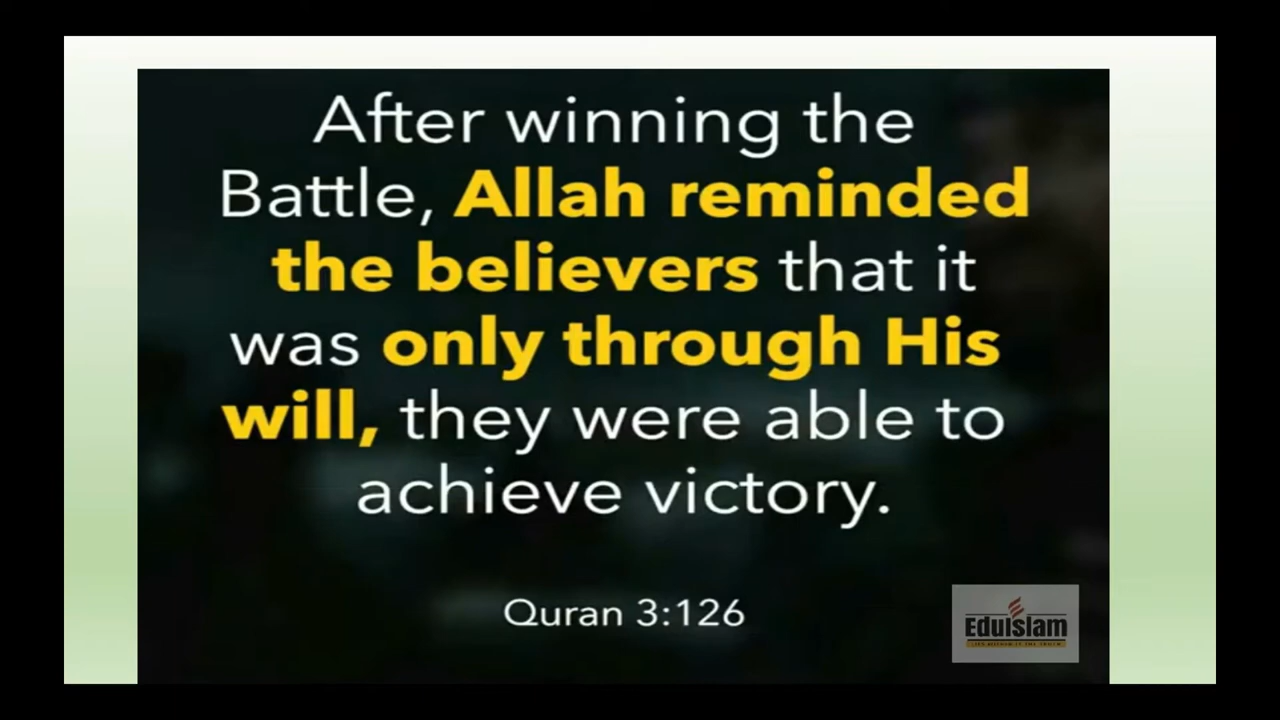 After winning the
Battle, Allah reminded
the believers that it
was only through His
will, they were able to
achieve victory.
Quran 3:126
EduIslam